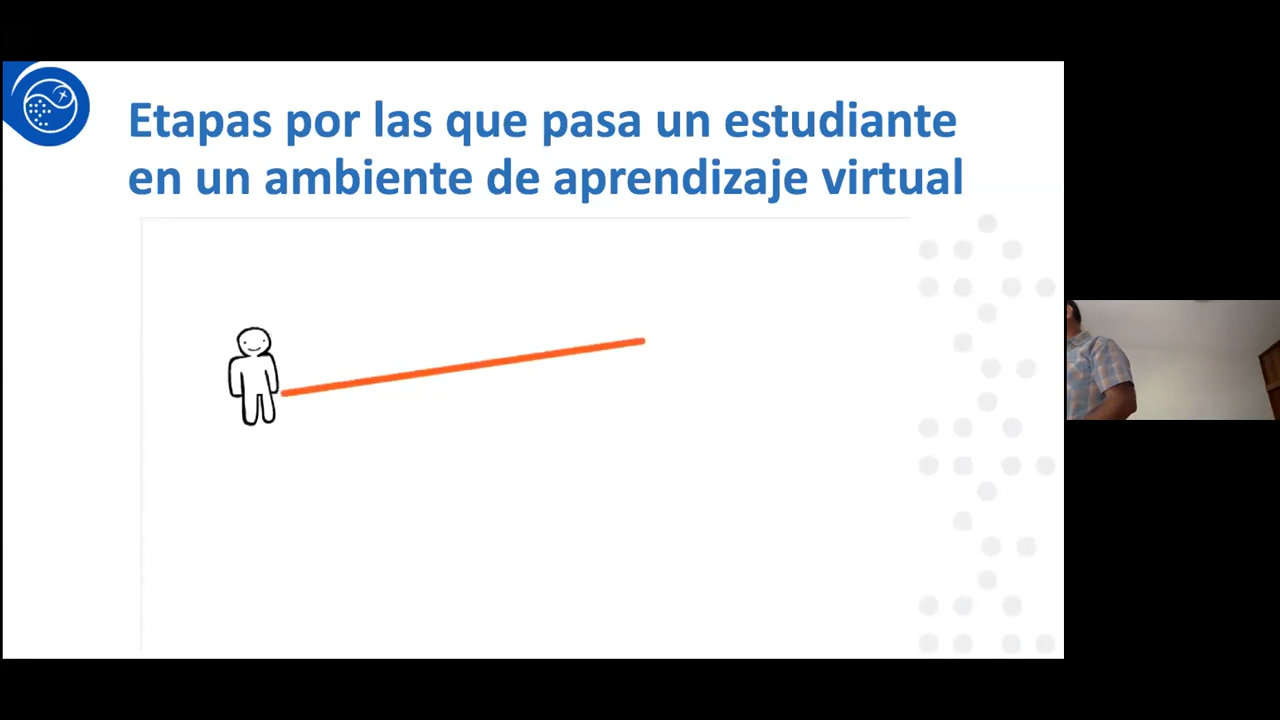 Etapas por las que pasa un estudiante
en un ambiente de aprendizaje virtual